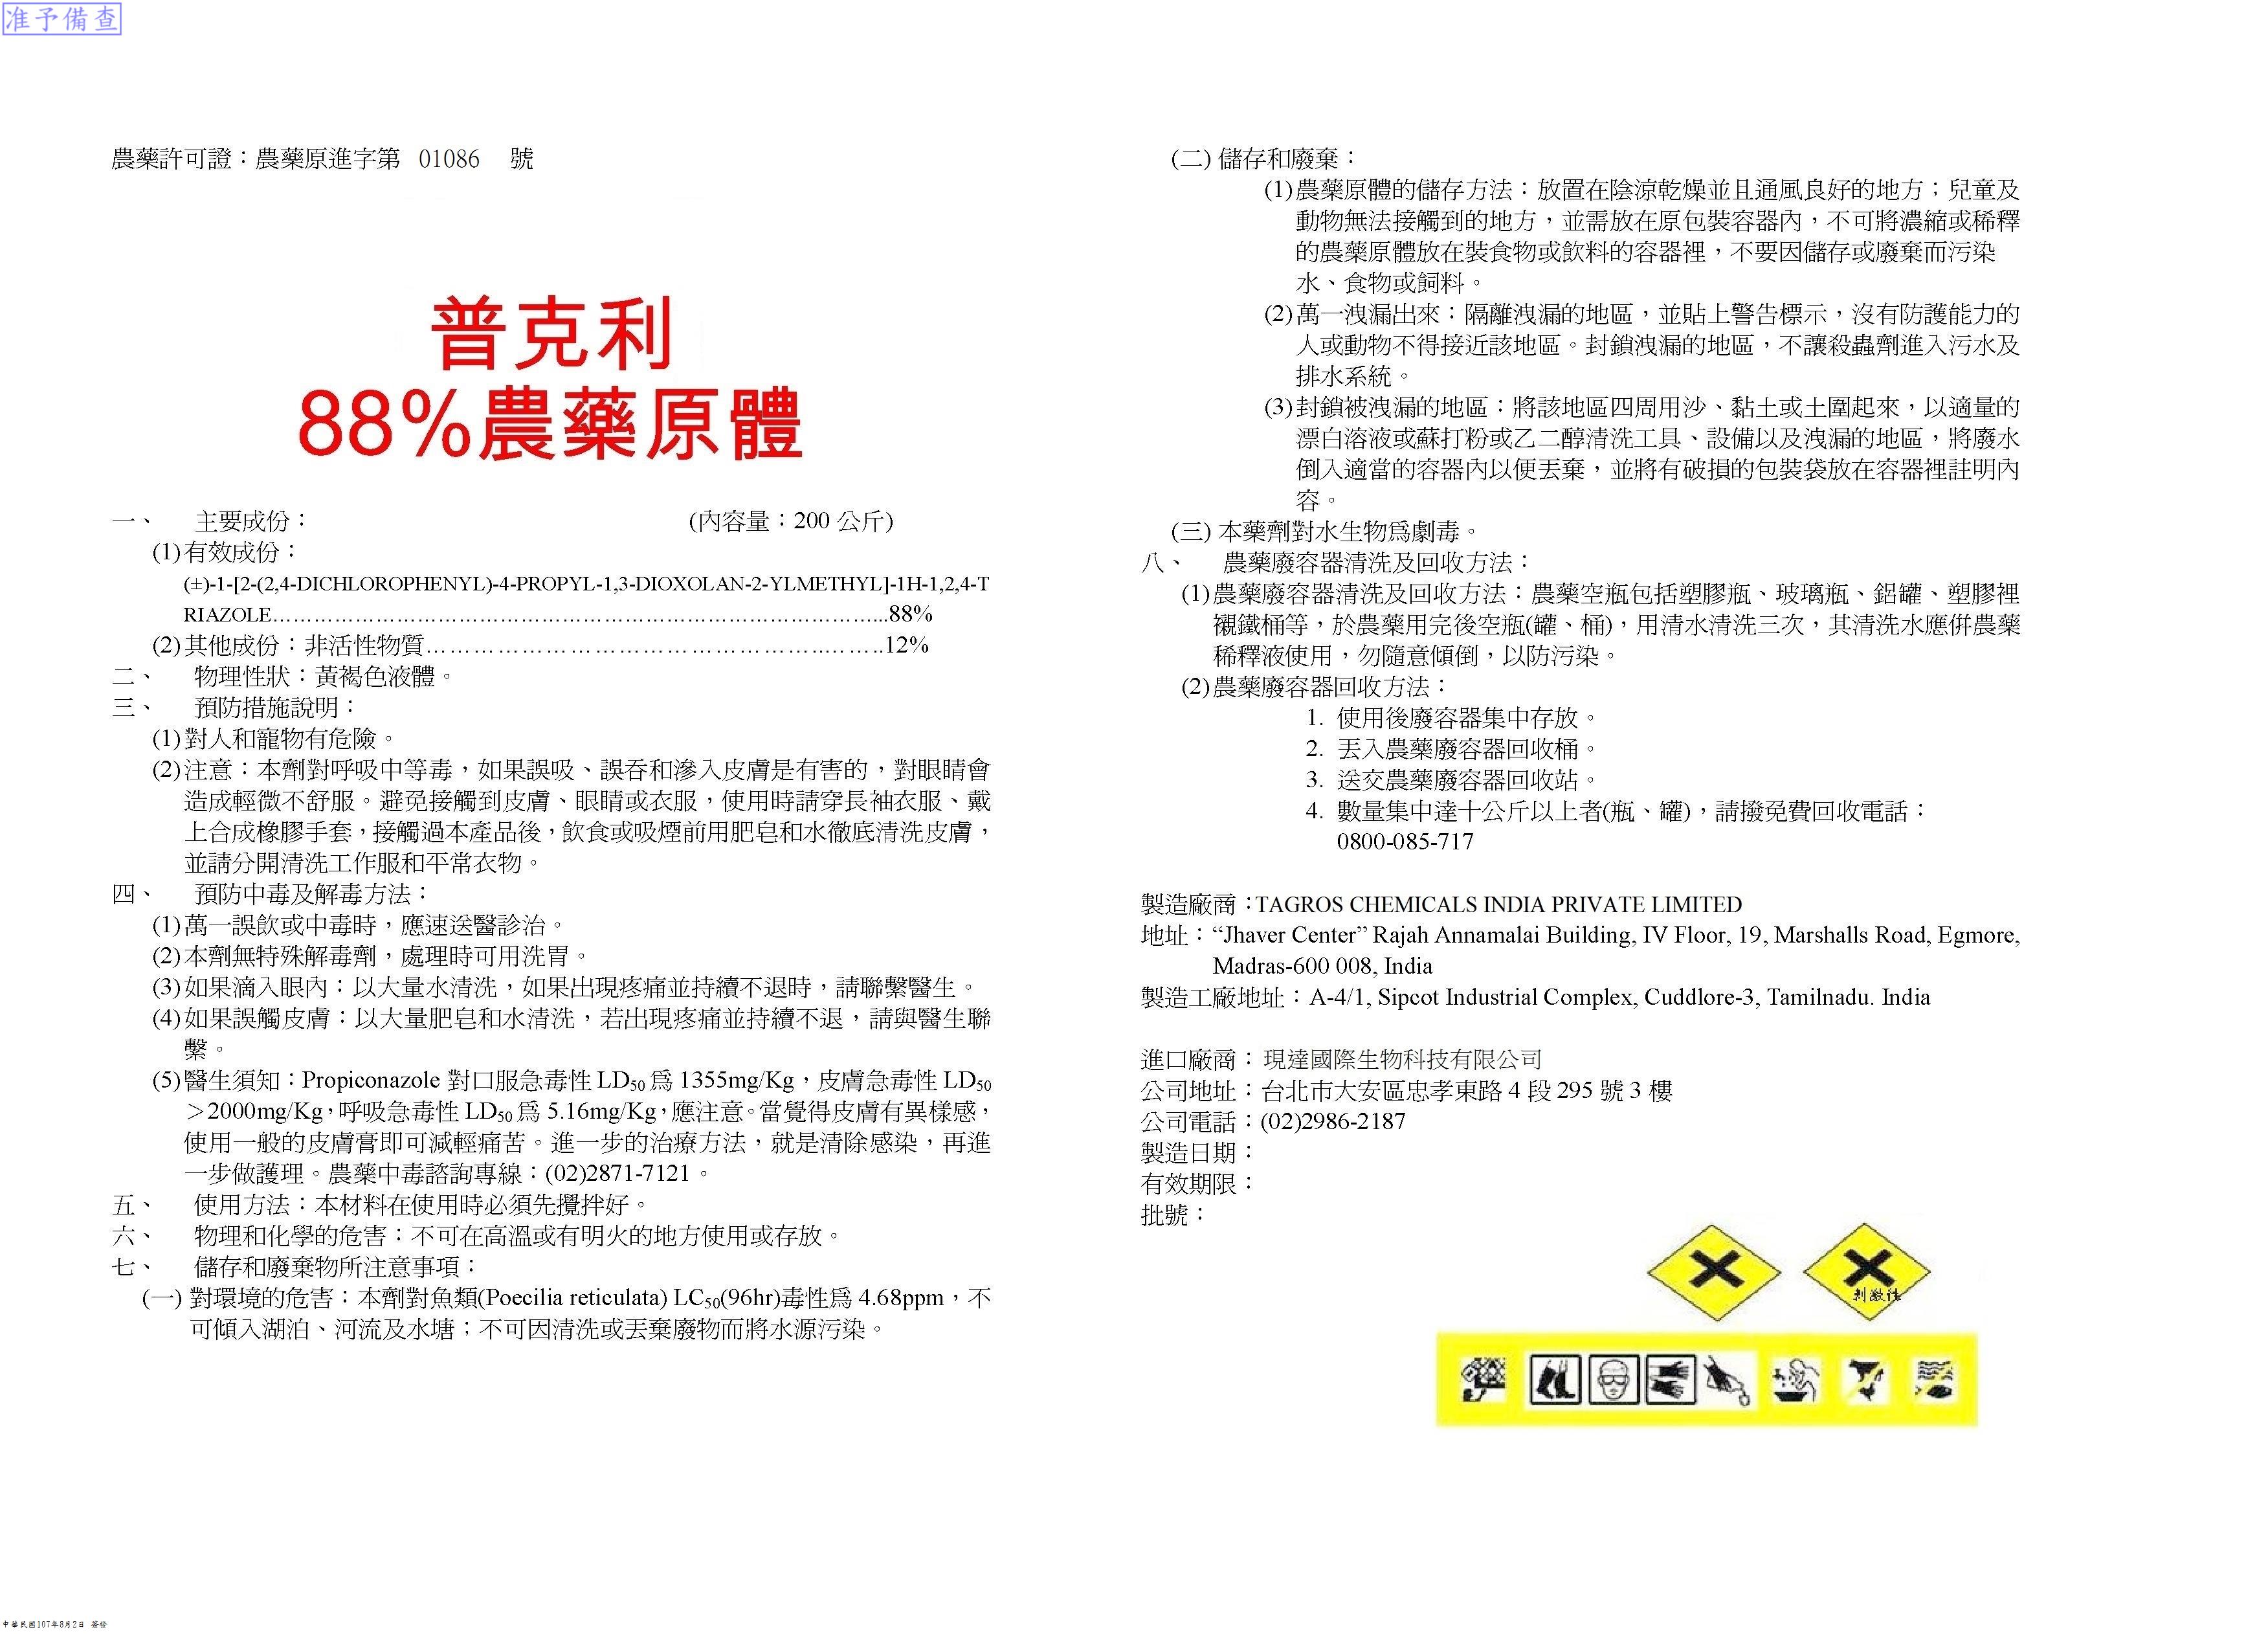 准予備查
農藥許可證：農藥原進字第 01086 號
普克利
88%農藥原體
一、 主要成份： (內容量：200 公斤)
(1)有效成份：
(±)-1-[2-(2,4-DICHLOROPHENYL)-4-PROPYL-1,3-DIOXOLAN-2-YLMETHYL]-1H-1,2,4-T
RIAZOLE……………………………………………………………………………...88%
(2)其他成份：非活性物質…………………………………………..……..12%
二、 物理性狀：黃褐色液體。
三、 預防措施說明：
(1)對人和寵物有危險。
(2)注意：本劑對呼吸中等毒，如果誤吸、誤吞和滲入皮膚是有害的，對眼睛會
造成輕微不舒服。避免接觸到皮膚、眼睛或衣服，使用時請穿長袖衣服、戴
上合成橡膠手套，接觸過本產品後，飲食或吸煙前用肥皂和水徹底清洗皮膚，
並請分開清洗工作服和平常衣物。
四、 預防中毒及解毒方法：
(1)萬一誤飲或中毒時，應速送醫診治。
(2)本劑無特殊解毒劑，處理時可用洗胃。
(3)如果滴入眼內：以大量水清洗，如果出現疼痛並持續不退時，請聯繫醫生。
(4)如果誤觸皮膚：以大量肥皂和水清洗，若出現疼痛並持續不退，請與醫生聯
繫。
(5)醫生須知：Propiconazole 對口服急毒性 LD50 為 1355mg/Kg，皮膚急毒性 LD50
＞2000mg/Kg，呼吸急毒性 LD50 為 5.16mg/Kg，應注意。當覺得皮膚有異樣感，
使用一般的皮膚膏即可減輕痛苦。進一步的治療方法，就是清除感染，再進
一步做護理。農藥中毒諮詢專線：(02)2871-7121。
五、 使用方法：本材料在使用時必須先攪拌好。
六、 物理和化學的危害：不可在高溫或有明火的地方使用或存放。
七、 儲存和廢棄物所注意事項：
(一) 對環境的危害：本劑對魚類(Poecilia reticulata) LC50(96hr)毒性為 4.68ppm，不
可傾入湖泊、河流及水塘；不可因清洗或丟棄廢物而將水源污染。
(二) 儲存和廢棄：
(1)農藥原體的儲存方法：放置在陰涼乾燥並且通風良好的地方；兒童及
動物無法接觸到的地方，並需放在原包裝容器內，不可將濃縮或稀釋
的農藥原體放在裝食物或飲料的容器裡，不要因儲存或廢棄而污染
水、食物或飼料。
(2)萬一洩漏出來：隔離洩漏的地區，並貼上警告標示，沒有防護能力的
人或動物不得接近該地區。封鎖洩漏的地區，不讓殺蟲劑進入污水及
排水系統。
(3)封鎖被洩漏的地區：將該地區四周用沙、黏土或土圍起來，以適量的
漂白溶液或蘇打粉或乙二醇清洗工具、設備以及洩漏的地區，將廢水
倒入適當的容器內以便丟棄，並將有破損的包裝袋放在容器裡註明內
容。
(三) 本藥劑對水生物為劇毒。
八、 農藥廢容器清洗及回收方法：
(1)農藥廢容器清洗及回收方法：農藥空瓶包括塑膠瓶、玻璃瓶、鋁罐、塑膠裡
襯鐵桶等，於農藥用完後空瓶(罐、桶)，用清水清洗三次，其清洗水應併農藥
稀釋液使用，勿隨意傾倒，以防污染。
(2)農藥廢容器回收方法：
1. 使用後廢容器集中存放。
2. 丟入農藥廢容器回收桶。
3. 送交農藥廢容器回收站。
4. 數量集中達十公斤以上者(瓶、罐)，請撥免費回收電話：
0800-085-717
製造廠商：TAGROS CHEMICALS INDIA PRIVATE LIMITED
地址：“Jhaver Center” Rajah Annamalai Building, IV Floor, 19, Marshalls Road, Egmore,
Madras-600 008, India
製造工廠地址：A-4/1, Sipcot Industrial Complex, Cuddlore-3, Tamilnadu. India
進口廠商：現達國際生物科技有限公司
公司地址：台北市大安區忠孝東路 4 段 295 號 3 樓
公司電話：(02)2986-2187
製造日期：
有效期限：
批號：
刺激性
中華民國107年8月2日 簽發